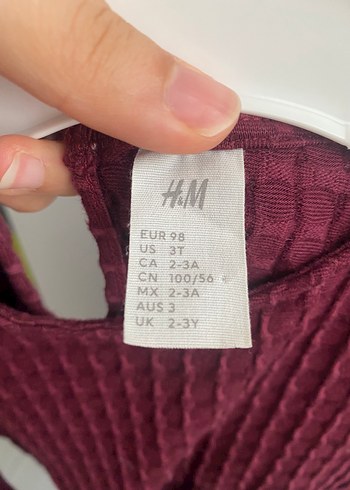 H&M
EUR 98
US 3T
CA 2-3A
CN 100/56
MX 2-3A
AUS 3
UK 2-3Y